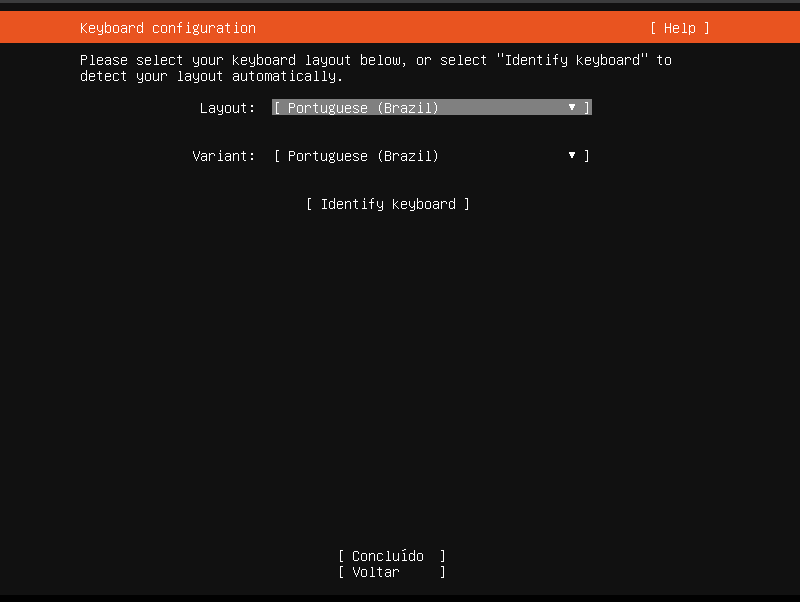 Keyboard configuration [ Help ]
Please select your keyboard layout below, or select "Identify keyboard" to
detect your layout automatically.
Layout: [ Portuguese (Brazil) ▼ ]
Variant: [ Portuguese (Brazil) ▼ ]
[ Identify keyboard ]
[ Concluído ]
[ Voltar ]